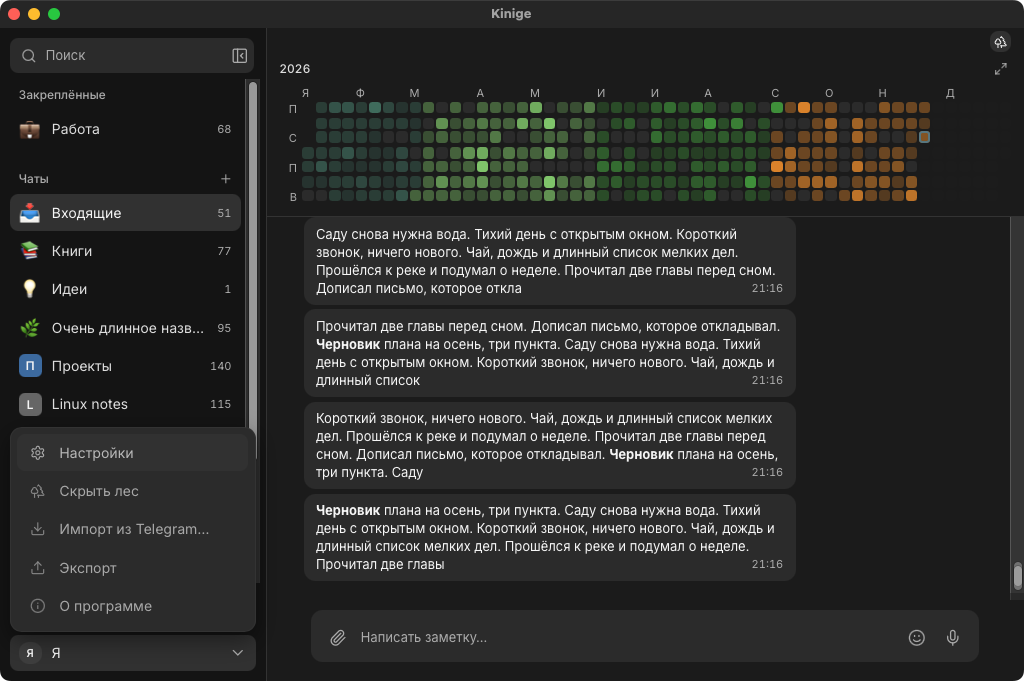 Kinige
Поиск
Закреплённые
Работа 68
Чаты
Входящие 51
Книги 77
Идеи 1
Очень длинное назв... 95
П Проекты 140
L Linux notes 115
Настройки
Скрыть лес
Импорт из Telegram...
Экспорт
О программе
Я Я
2026
Я Ф М А М И И А С О Н Д
П
С
П
В
Саду снова нужна вода. Тихий день с открытым окном. Короткий
звонок, ничего нового. Чай, дождь и длинный список мелких дел.
Прошёлся к реке и подумал о неделе. Прочитал две главы перед сном.
Дописал письмо, которое откла 21:16
Прочитал две главы перед сном. Дописал письмо, которое откладывал.
Черновик плана на осень, три пункта. Саду снова нужна вода. Тихий
день с открытым окном. Короткий звонок, ничего нового. Чай, дождь и
длинный список 21:16
Короткий звонок, ничего нового. Чай, дождь и длинный список мелких
дел. Прошёлся к реке и подумал о неделе. Прочитал две главы перед
сном. Дописал письмо, которое откладывал. Черновик плана на осень,
три пункта. Саду 21:16
Черновик плана на осень, три пункта. Саду снова нужна вода. Тихий
день с открытым окном. Короткий звонок, ничего нового. Чай, дождь и
длинный список мелких дел. Прошёлся к реке и подумал о неделе.
Прочитал две главы 21:16
Написать заметку...